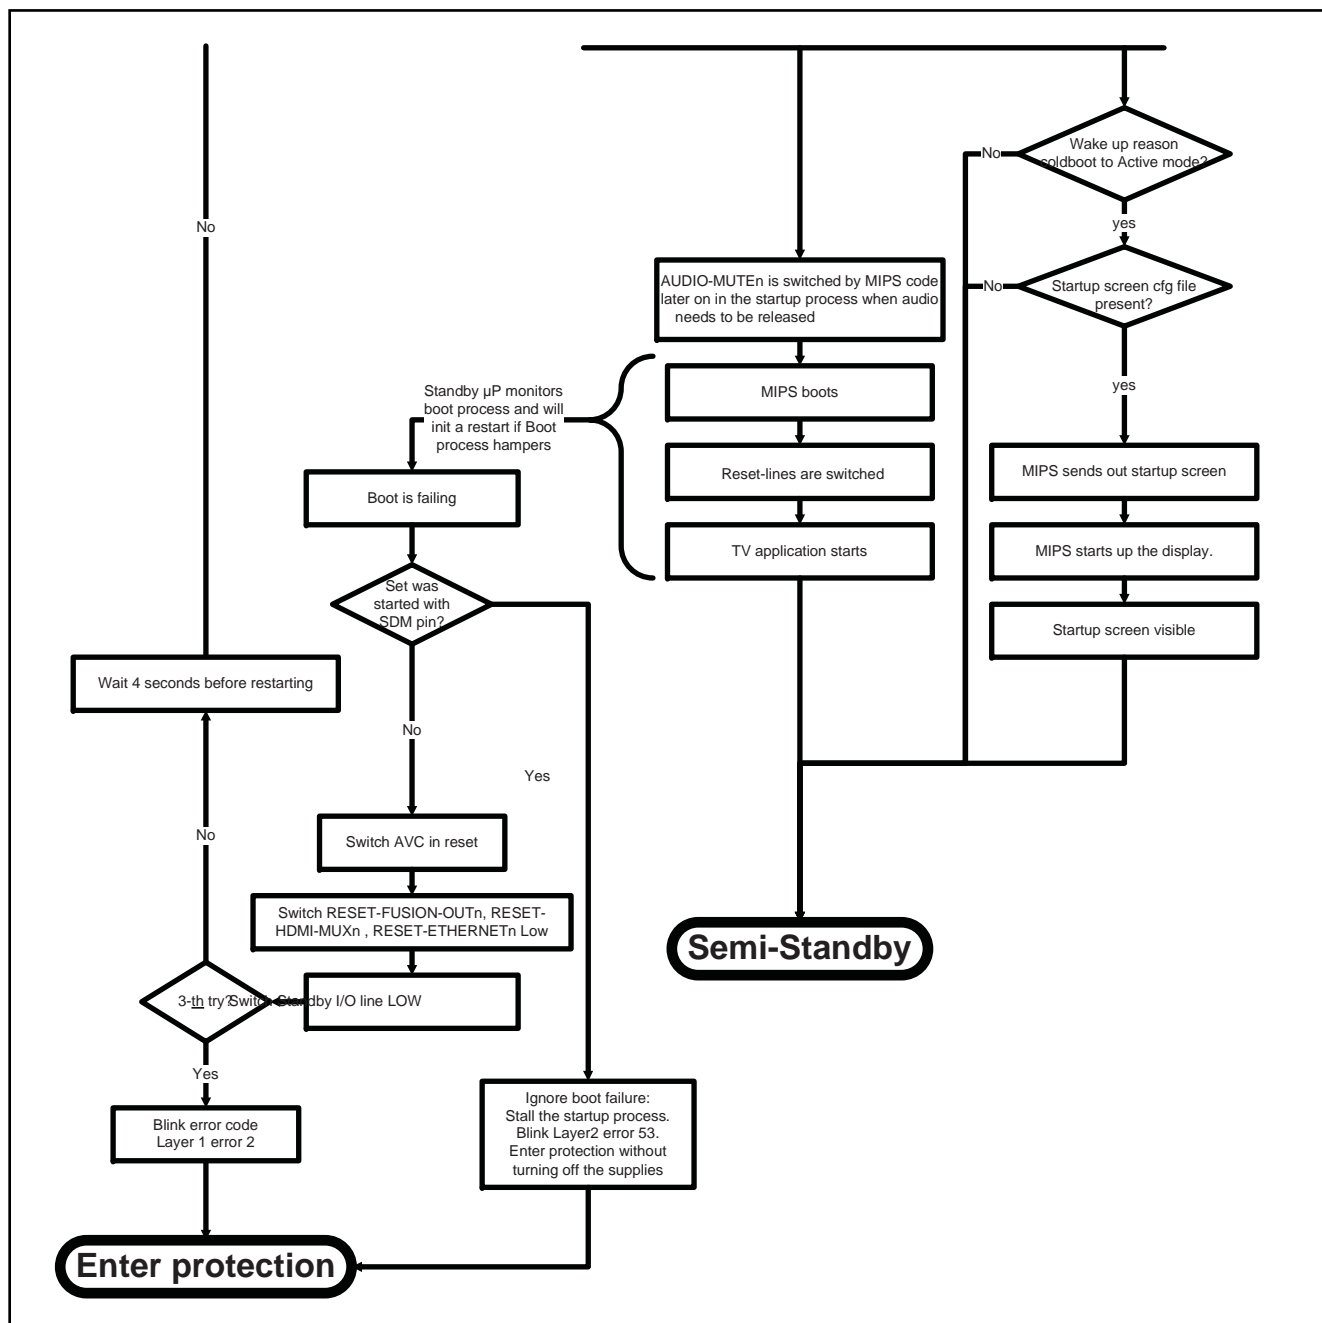 No
Wake up reason
coldboot to Active mode?
No
yes
AUDIO-MUTEn is switched by MIPS code
later on in the startup process when audio
needs to be released
No
Startup screen cfg file
present?
yes
Standby µP monitors
boot process and will
init a restart if Boot
process hampers
MIPS boots
Reset-lines are switched
TV application starts
MIPS sends out startup screen
MIPS starts up the display.
Startup screen visible
Boot is failing
Set was
started with
SDM pin?
Wait 4 seconds before restarting
No
Yes
No
Switch AVC in reset
Switch RESET-FUSION-OUTn, RESET-
HDMI-MUXn , RESET-ETHERNETn Low
Semi-Standby
3-th try?
Switch Standby I/O line LOW
Yes
Blink error code
Layer 1 error 2
Ignore boot failure:
Stall the startup process.
Blink Layer2 error 53.
Enter protection without
turning off the supplies
Enter protection